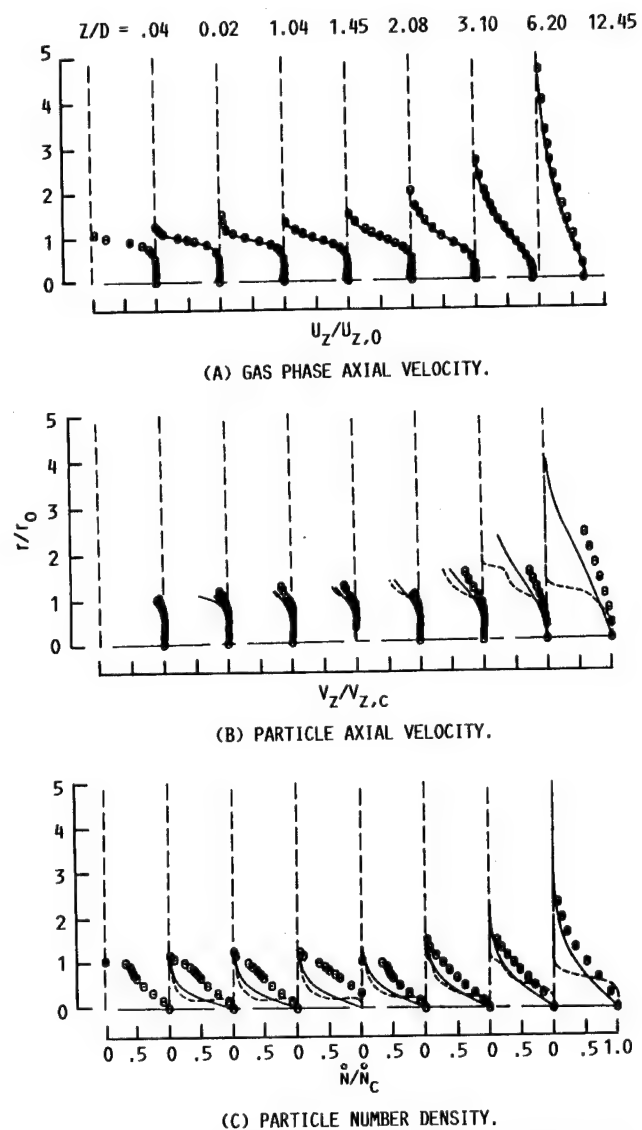 Z/D = .04 0.02 1.04 1.45 2.08 3.10 6.20 12.45
5
4
3
2
1
0
U_Z/U_Z,0
(A) GAS PHASE AXIAL VELOCITY.
5
4
3
2
1
0
r/r_0
V_Z/V_Z,C
(B) PARTICLE AXIAL VELOCITY.
5
4
3
2
1
0
0 .5 0 .5 0 .5 0 .5 0 .5 0 .5 0 .5 0 .5 1.0
N̊/N̊_C
(C) PARTICLE NUMBER DENSITY.